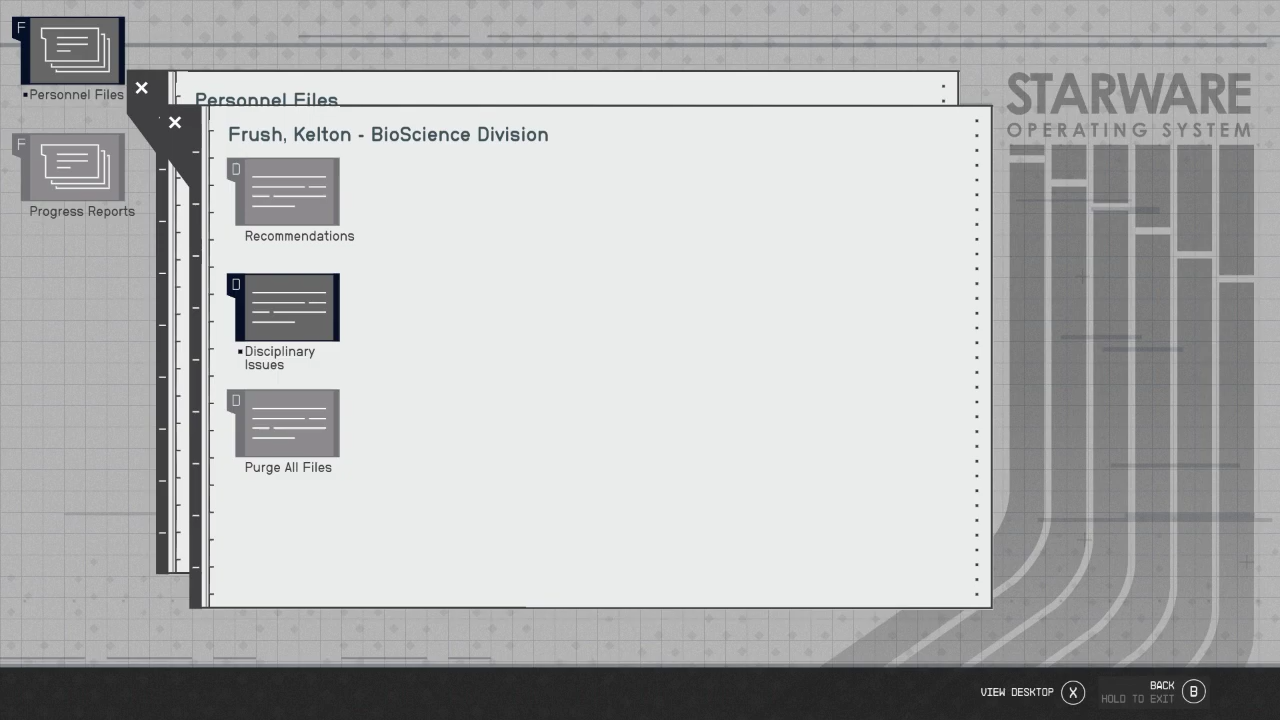 F
Personnel Files
F
Progress Reports
Personnel Files
Frush, Kelton - BioScience Division
Recommendations
Disciplinary
Issues
Purge All Files
STARWARE
OPERATING SYSTEM
VIEW DESKTOP X
BACK B
HOLD TO EXIT